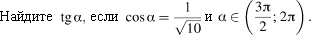 Найдите tg α, если cos α = 1/√10 и α ∈ (3π/2; 2π).